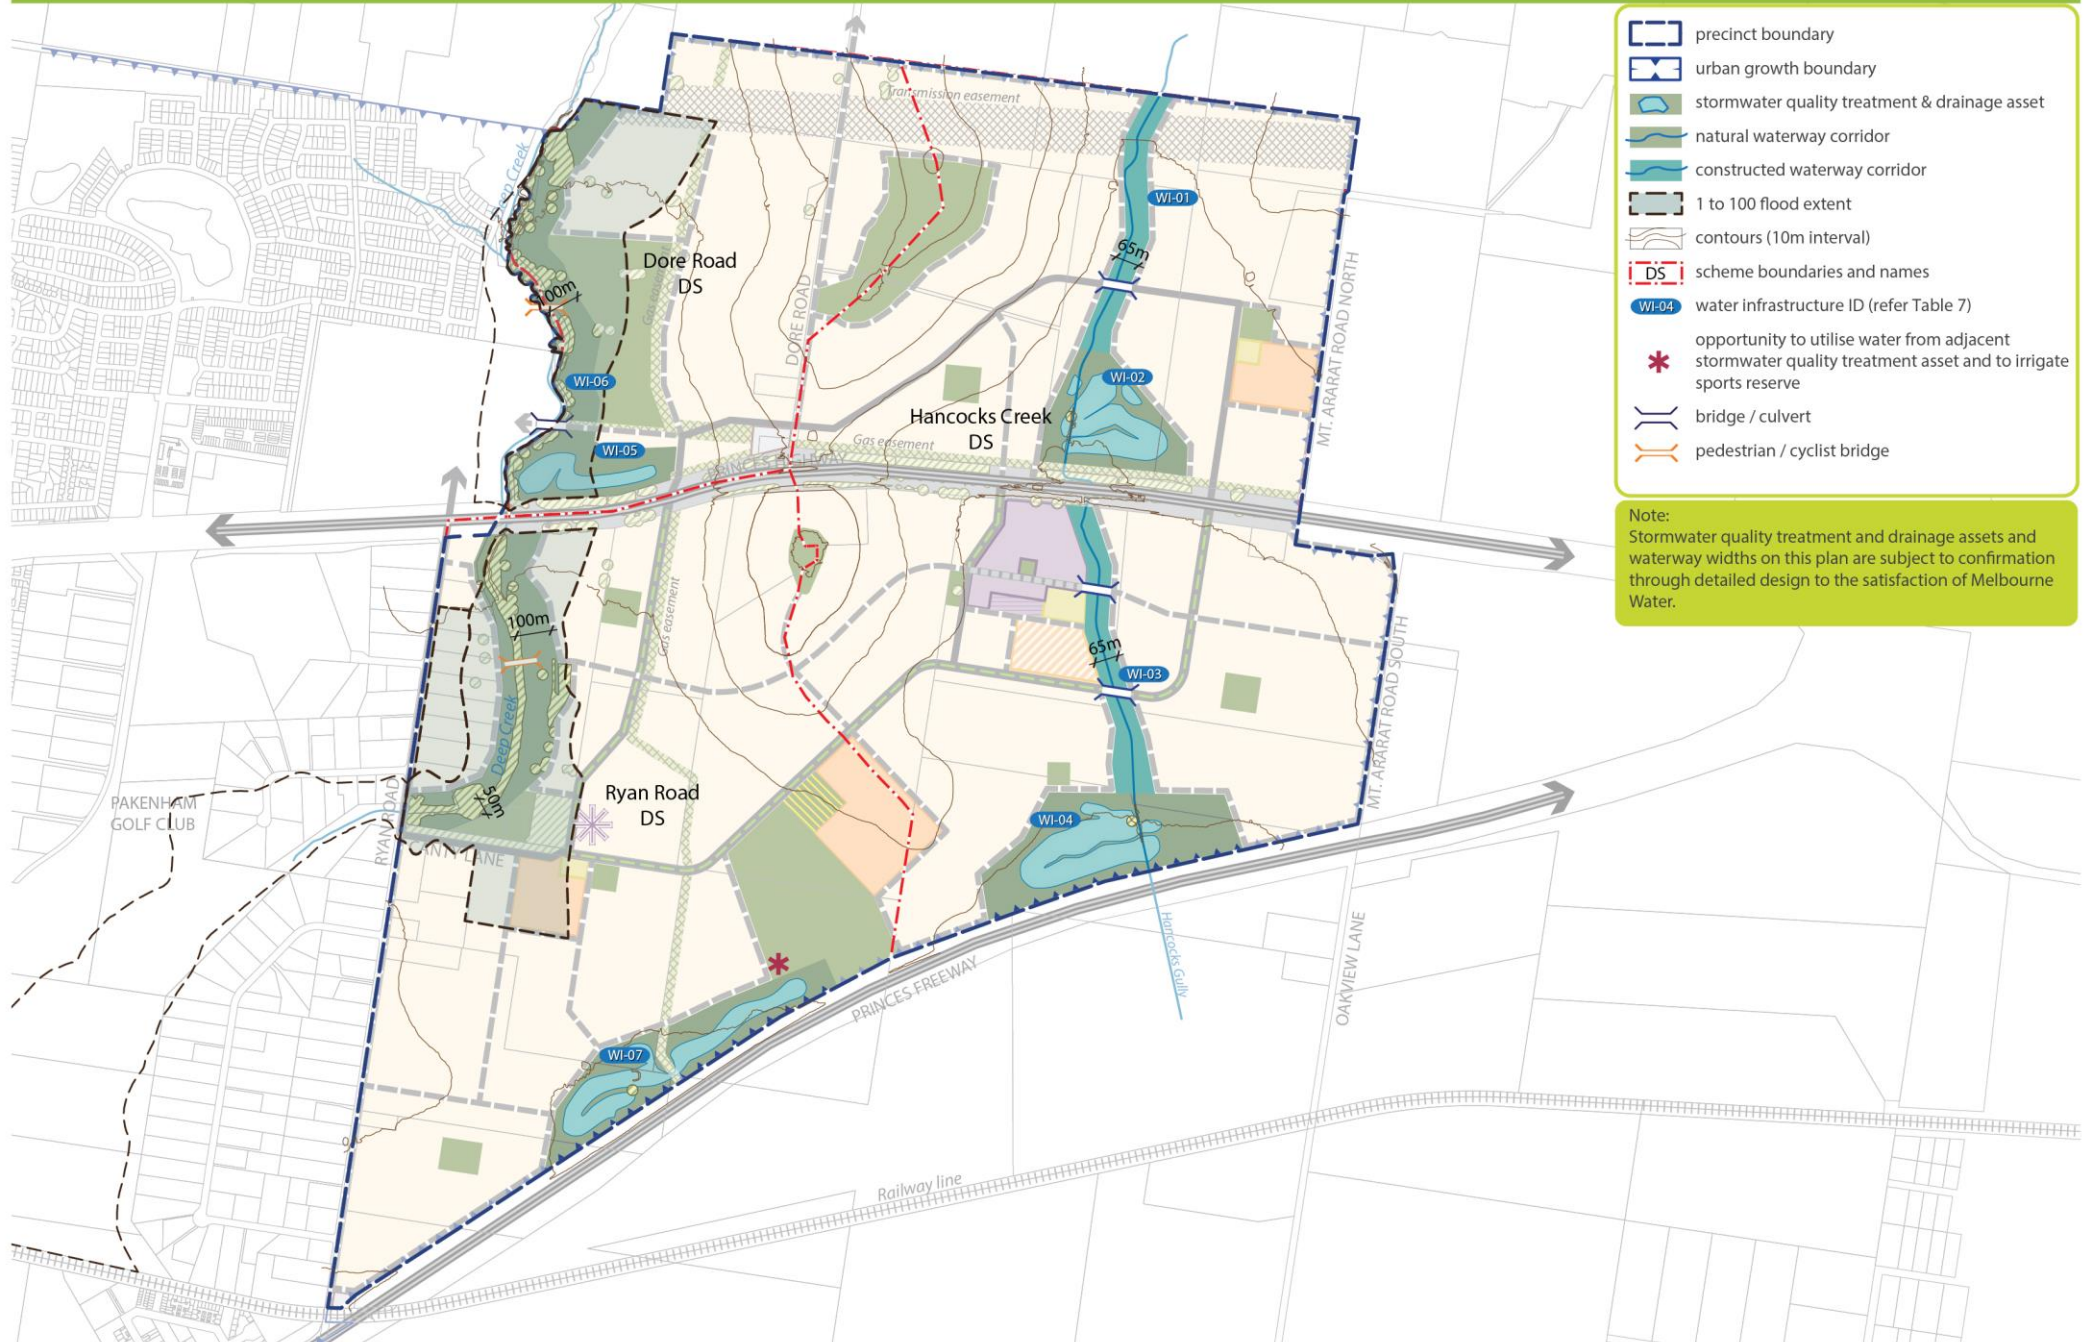 precinct boundary
urban growth boundary
stormwater quality treatment & drainage asset
natural waterway corridor
constructed waterway corridor
1 to 100 flood extent
contours (10m interval)
DS
scheme boundaries and names
WI-04
water infrastructure ID (refer Table 7)
opportunity to utilise water from adjacent
stormwater quality treatment asset and to irrigate
sports reserve
bridge / culvert
pedestrian / cyclist bridge
Note:
Stormwater quality treatment and drainage assets and
waterway widths on this plan are subject to confirmation
through detailed design to the satisfaction of Melbourne
Water.
Transmission easement
Deep Creek
WI-01
65m
Dore Road
DS
Gas easement
100m
DORE ROAD
MT. ARARAT ROAD NORTH
WI-06
WI-02
Hancocks Creek
DS
Gas easement
WI-05
PRINCES HIGHWAY
Gas easement
100m
65m
WI-03
MT. ARARAT ROAD SOUTH
Deep Creek
50m
Ryan Road
DS
PAKENHAM
GOLF CLUB
RYAN ROAD
CANTY LANE
WI-04
Hancocks Gully
OAKVIEW LANE
PRINCES FREEWAY
WI-07
Railway line